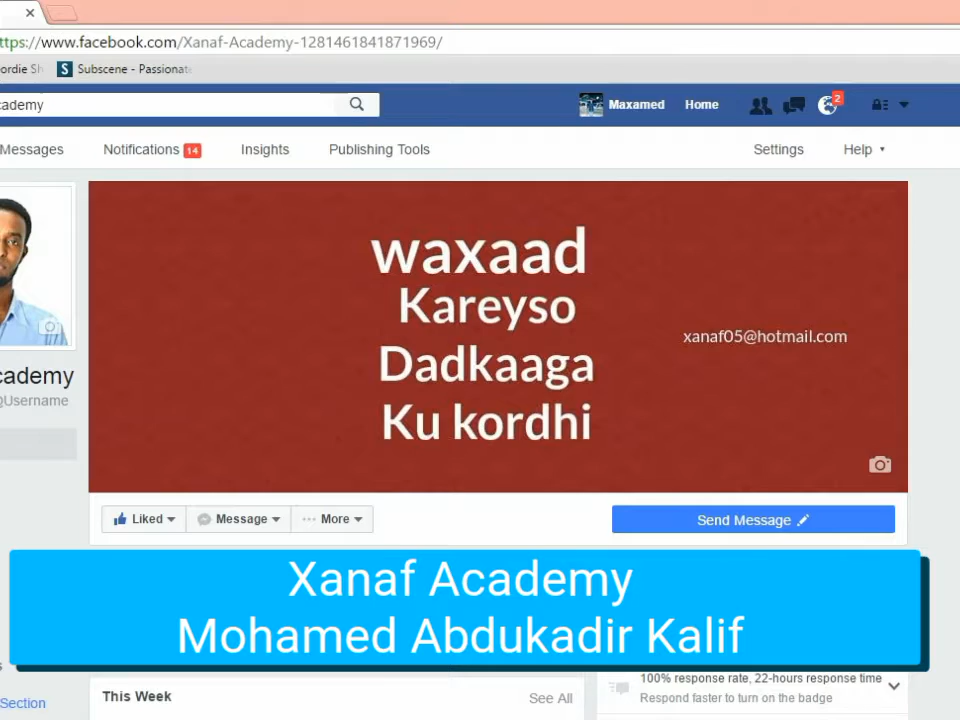 ttps://www.facebook.com/Xanaf-Academy-1281461841871969/
ordie Sh
S Subscene - Passionate
cademy
Maxamed Home 2
Messages Notifications 14 Insights Publishing Tools Settings Help
waxaad
Kareyso
Dadkaaga
Ku kordhi
xanaf05@hotmail.com
cademy
@Username
Liked Message More Send Message
Xanaf Academy
Mohamed Abdukadir Kalif
100% response rate, 22-hours response time
Respond faster to turn on the badge
This Week See All
Section